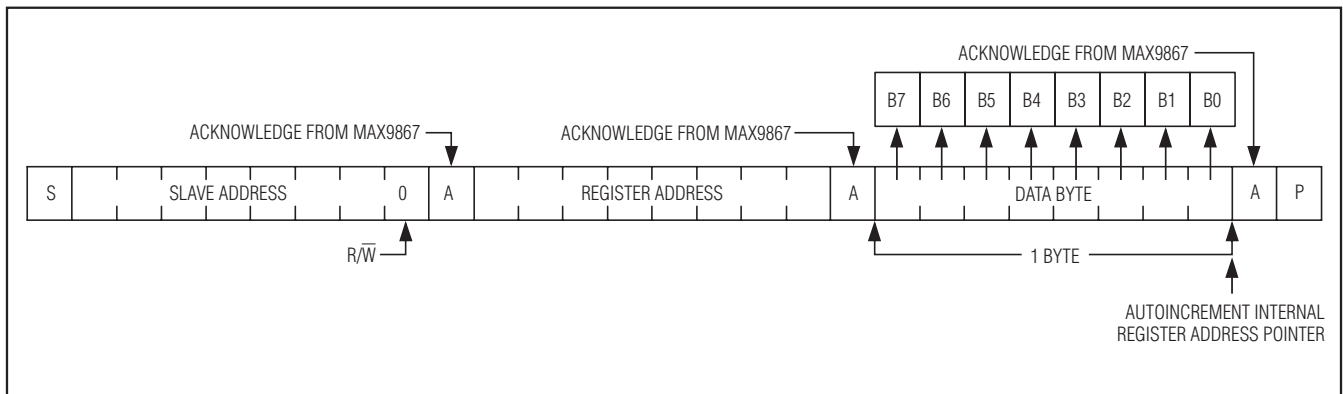 ACKNOWLEDGE FROM MAX9867
B7 B6 B5 B4 B3 B2 B1 B0
ACKNOWLEDGE FROM MAX9867 ACKNOWLEDGE FROM MAX9867
S SLAVE ADDRESS 0 A REGISTER ADDRESS A DATA BYTE A P
R/W̅ 1 BYTE
AUTOINCREMENT INTERNAL
REGISTER ADDRESS POINTER